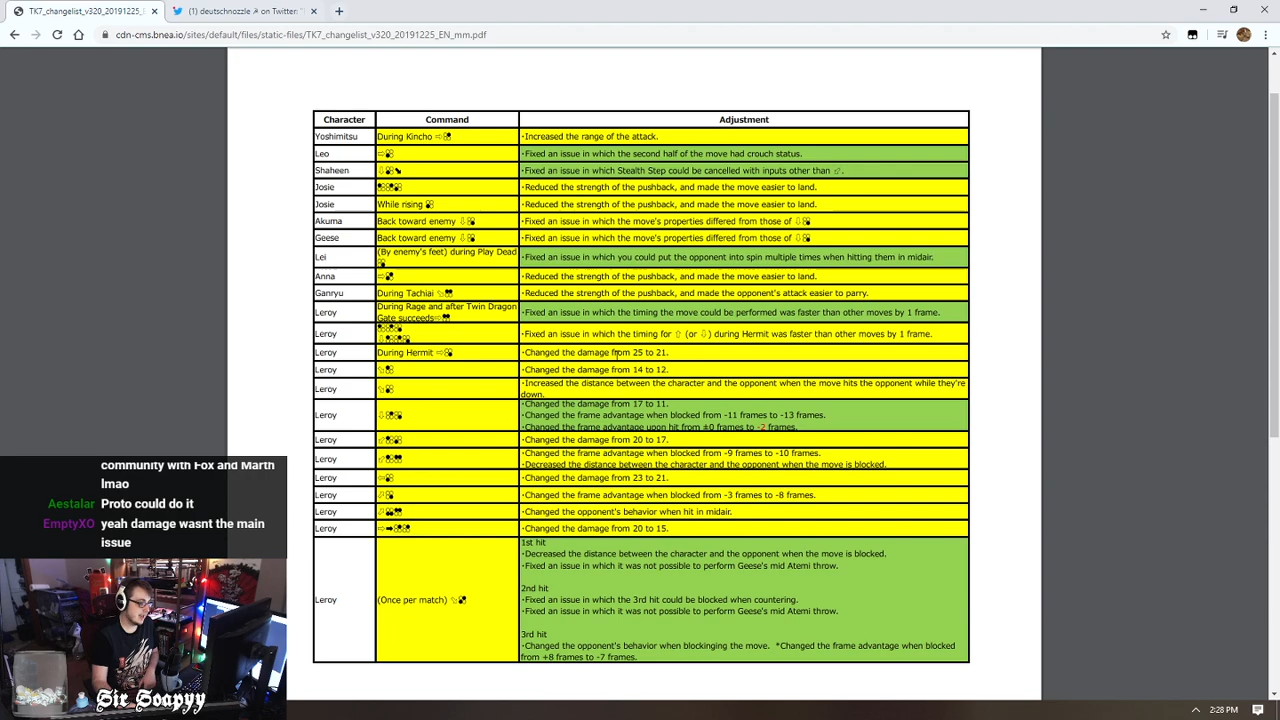 TK7_changelist_v320_20191225_E
(1) deutschnozzle on Twitter: "
cdn-cms.bnea.io/sites/default/files/static-files/TK7_changelist_v320_20191225_EN_mm.pdf
Character Command Adjustment
Yoshimitsu During Kincho ⇨ ・Increased the range of the attack.
Leo ⇨ ・Fixed an issue in which the second half of the move had crouch status.
Shaheen ⇩ ・Fixed an issue in which Stealth Step could be cancelled with inputs other than ⬃.
Josie ・Reduced the strength of the pushback, and made the move easier to land.
Josie While rising ・Reduced the strength of the pushback, and made the move easier to land.
Akuma Back toward enemy ⇩ ・Fixed an issue in which the move's properties differed from those of ⇩
Geese Back toward enemy ⇩ ・Fixed an issue in which the move's properties differed from those of ⇩
Lei (By enemy's feet) during Play Dead ・Fixed an issue in which you could put the opponent into spin multiple times when hitting them in midair.
Anna ⇨ ・Reduced the strength of the pushback, and made the move easier to land.
Ganryu During Tachiai ・Reduced the strength of the pushback, and made the opponent's attack easier to parry.
Leroy During Rage and after Twin Dragon
Gate succeeds⇨ ・Fixed an issue in which the timing the move could be performed was faster than other moves by 1 frame.
Leroy ・Fixed an issue in which the timing for ⇧ (or ⇩) during Hermit was faster than other moves by 1 frame.
Leroy During Hermit ⇨ ・Changed the damage from 25 to 21.
Leroy ・Changed the damage from 14 to 12.
Leroy ・Increased the distance between the character and the opponent when the move hits the opponent while they're
down.
Leroy ⇩ ・Changed the damage from 17 to 11.
・Changed the frame advantage when blocked from -11 frames to -13 frames.
・Changed the frame advantage upon hit from ±0 frames to -2 frames.
Leroy ・Changed the damage from 20 to 17.
Leroy ・Changed the frame advantage when blocked from -9 frames to -10 frames.
・Decreased the distance between the character and the opponent when the move is blocked.
Leroy ・Changed the damage from 23 to 21.
Leroy ・Changed the frame advantage when blocked from -3 frames to -8 frames.
Leroy ・Changed the opponent's behavior when hit in midair.
Leroy ⇨➡ ・Changed the damage from 20 to 15.
1st hit
・Decreased the distance between the character and the opponent when the move is blocked.
・Fixed an issue in which it was not possible to perform Geese's mid Atemi throw.
2nd hit
Leroy (Once per match) ・Fixed an issue in which the 3rd hit could be blocked when countering.
・Fixed an issue in which it was not possible to perform Geese's mid Atemi throw.
3rd hit
・Changed the opponent's behavior when blockinging the move. *Changed the frame advantage when blocked
from +8 frames to -7 frames.
community with Fox and Marth
lmao
Aestalar Proto could do it
EmptyXO yeah damage wasnt the main
issue
Sir Soapyy
2:28 PM